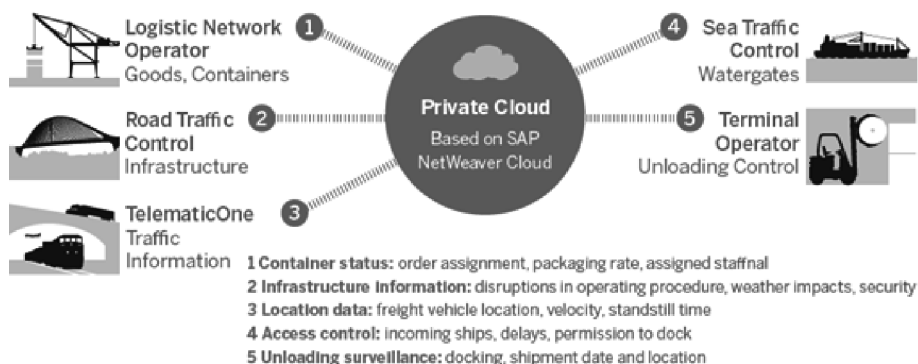 Logistic Network
Operator
Goods, Containers
1
Road Traffic
Control
Infrastructure
2
TelematicOne
Traffic
Information
3
Private Cloud
Based on SAP
NetWeaver Cloud
4
Sea Traffic
Control
Watergates
5
Terminal
Operator
Unloading Control
1 Container status: order assignment, packaging rate, assigned staffnal
2 Infrastructure information: disruptions in operating procedure, weather impacts, security
3 Location data: freight vehicle location, velocity, standstill time
4 Access control: incoming ships, delays, permission to dock
5 Unloading surveillance: docking, shipment date and location